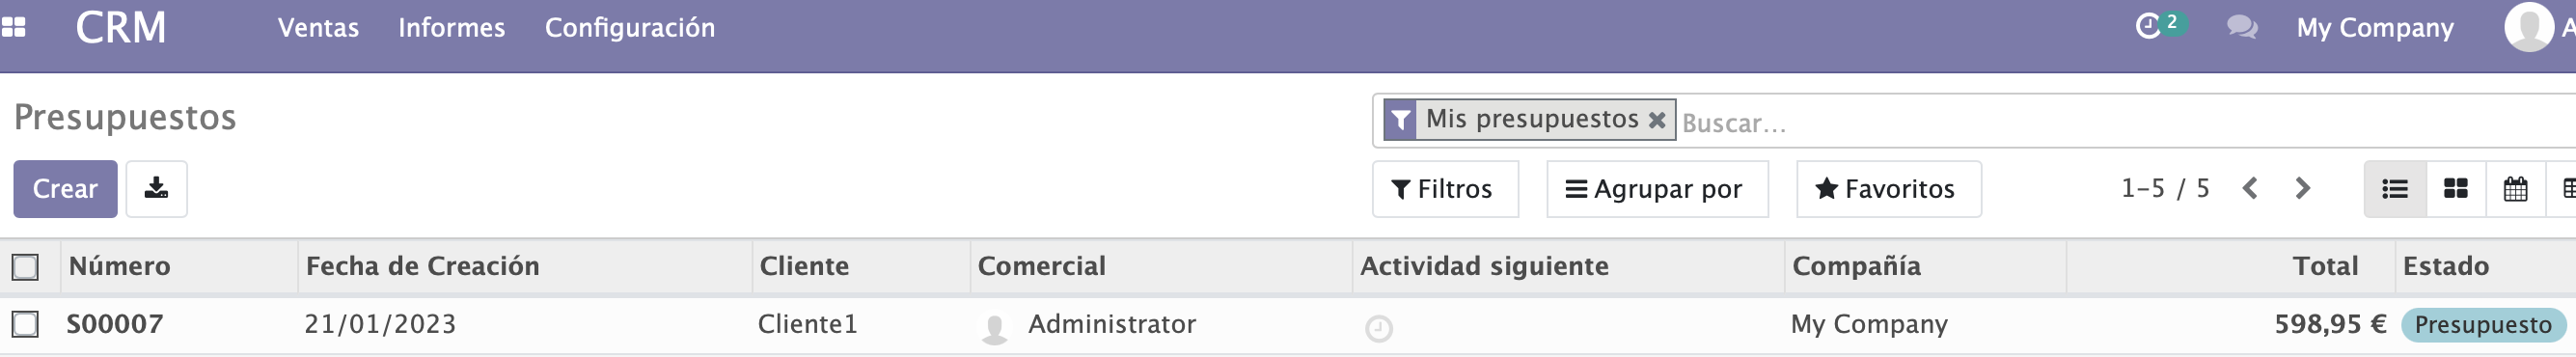 CRM Ventas Informes Configuración 2 My Company A
Presupuestos Mis presupuestos Buscar...
Crear Filtros Agrupar por Favoritos 1-5 / 5
Número Fecha de Creación Cliente Comercial Actividad siguiente Compañía Total Estado
S00007 21/01/2023 Cliente1 Administrator My Company 598,95 € Presupuesto